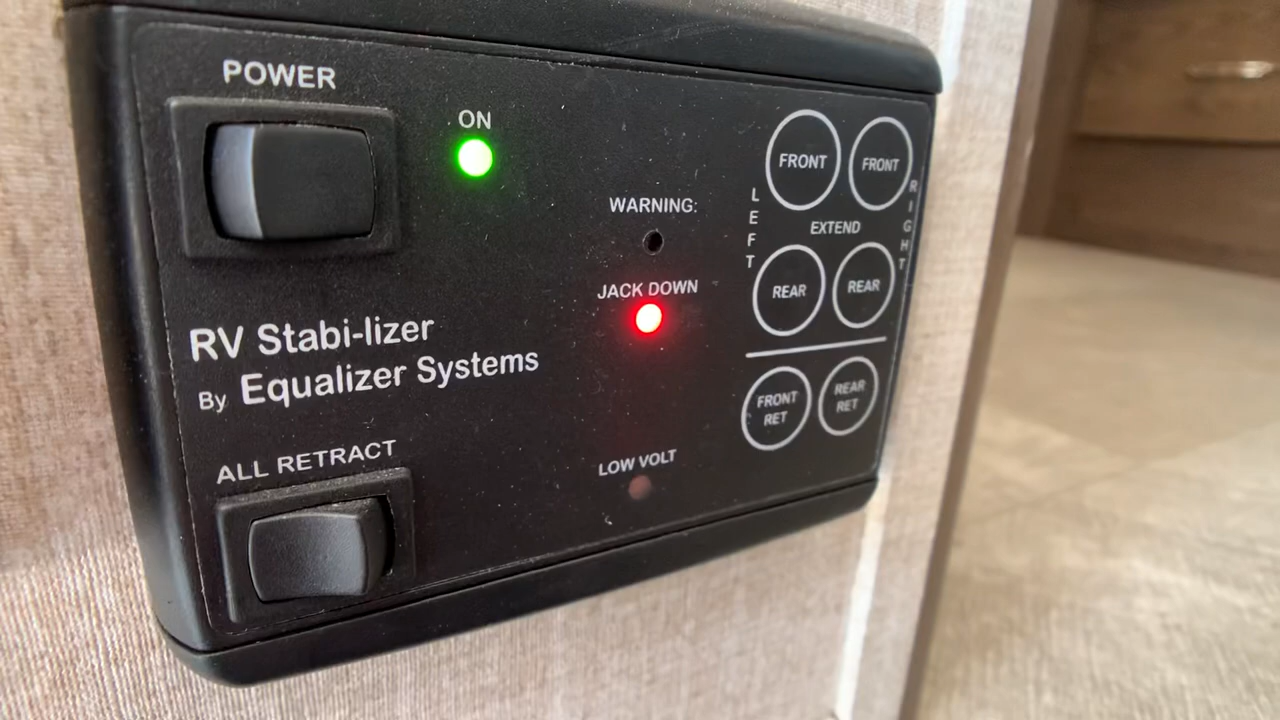 POWER
ON
WARNING:
JACK DOWN
RV Stabi-lizer
By Equalizer Systems
ALL RETRACT
LOW VOLT
FRONT
FRONT
LEFT
RIGHT
EXTEND
REAR
REAR
FRONT
RET
REAR
RET